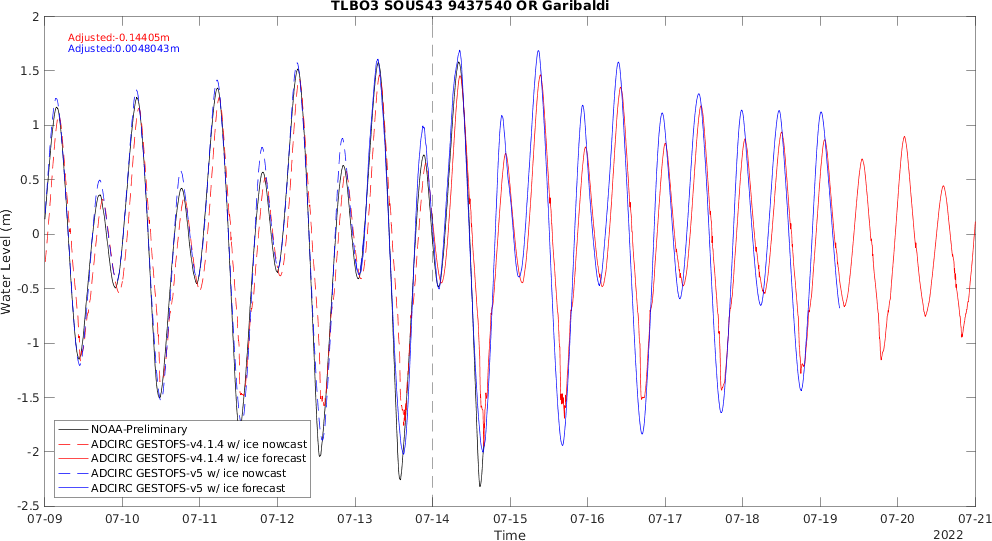 TLBO3 SOUS43 9437540 OR Garibaldi
Adjusted:-0.14405m
Adjusted:0.0048043m
2
1.5
1
0.5
0
-0.5
-1
-1.5
-2
-2.5
Water Level (m)
NOAA-Preliminary
ADCIRC GESTOFS-v4.1.4 w/ ice nowcast
ADCIRC GESTOFS-v4.1.4 w/ ice forecast
ADCIRC GESTOFS-v5 w/ ice nowcast
ADCIRC GESTOFS-v5 w/ ice forecast
07-09 07-10 07-11 07-12 07-13 07-14 07-15 07-16 07-17 07-18 07-19 07-20 07-21
Time
2022